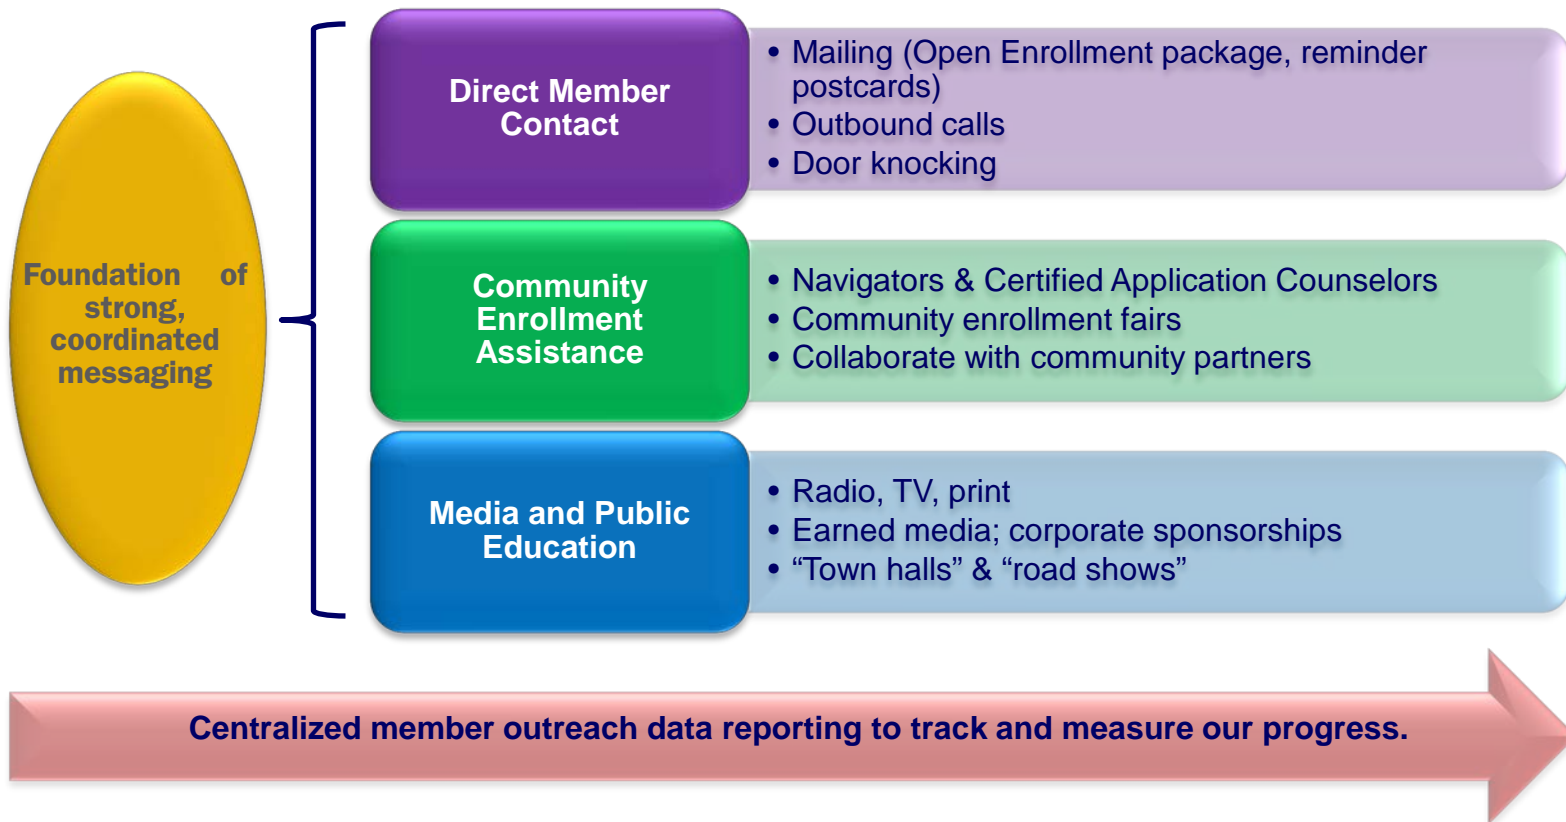 Foundation of
strong,
coordinated
messaging
Direct Member
Contact
• Mailing (Open Enrollment package, reminder
postcards)
• Outbound calls
• Door knocking
Community
Enrollment
Assistance
• Navigators & Certified Application Counselors
• Community enrollment fairs
• Collaborate with community partners
Media and Public
Education
• Radio, TV, print
• Earned media; corporate sponsorships
• “Town halls” & “road shows”
Centralized member outreach data reporting to track and measure our progress.